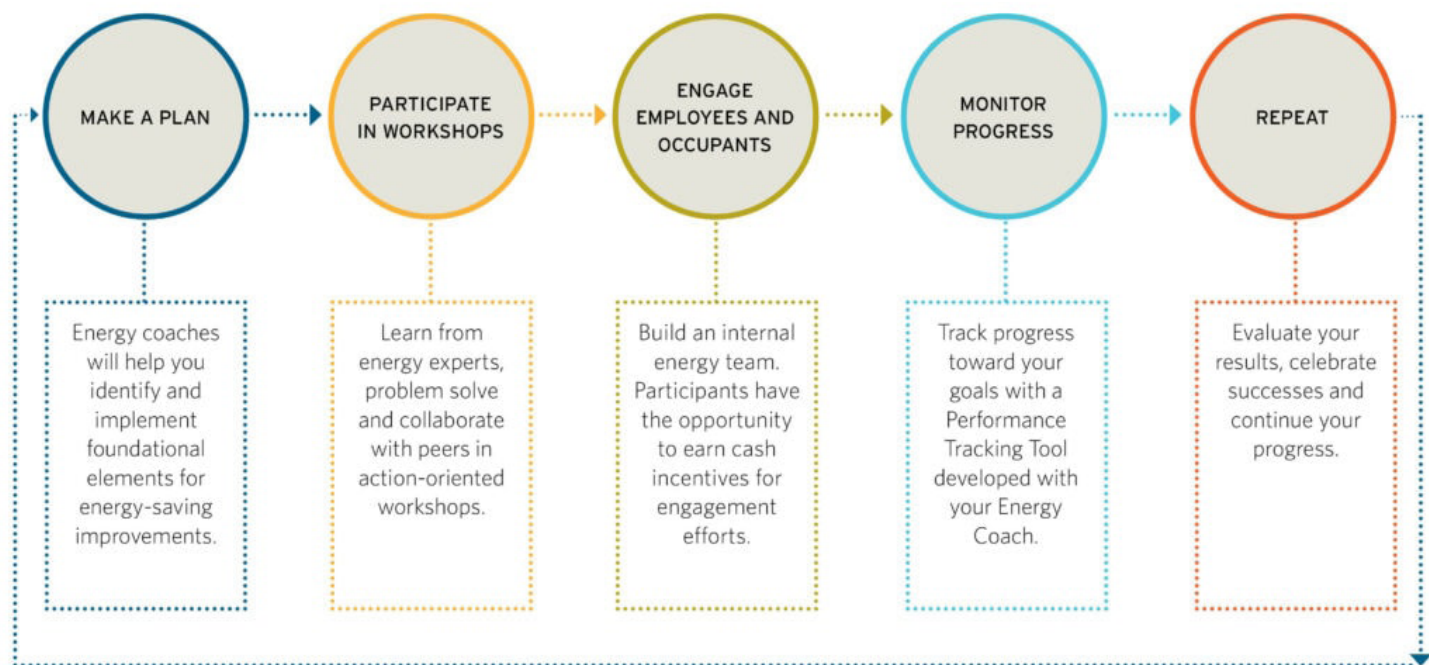 MAKE A PLAN
PARTICIPATE
IN WORKSHOPS
ENGAGE
EMPLOYEES AND
OCCUPANTS
MONITOR
PROGRESS
REPEAT
Energy coaches
will help you
identify and
implement
foundational
elements for
energy-saving
improvements.
Learn from
energy experts,
problem solve
and collaborate
with peers in
action-oriented
workshops.
Build an internal
energy team.
Participants have
the opportunity
to earn cash
incentives for
engagement
efforts.
Track progress
toward your
goals with a
Performance
Tracking Tool
developed with
your Energy
Coach.
Evaluate your
results, celebrate
successes and
continue your
progress.